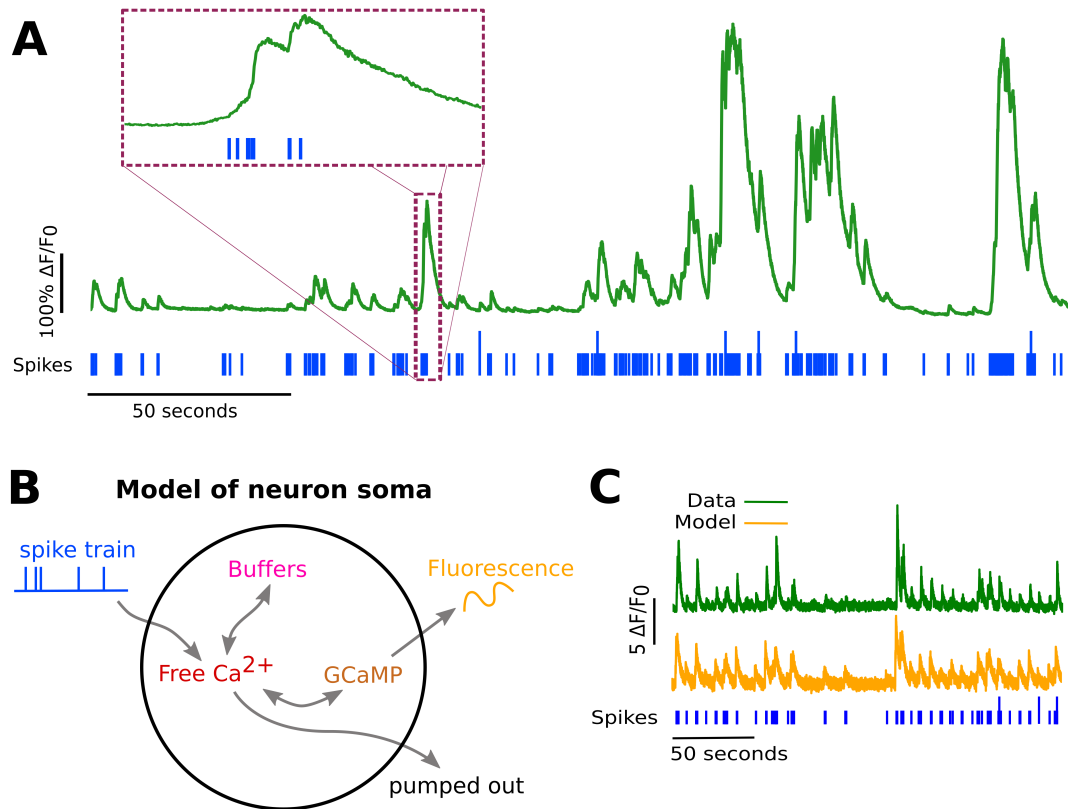 A
100% ΔF/F0
Spikes
50 seconds
B
Model of neuron soma
spike train
Buffers
Fluorescence
Free Ca2+
GCaMP
pumped out
C
Data
Model
5 ΔF/F0
Spikes
50 seconds